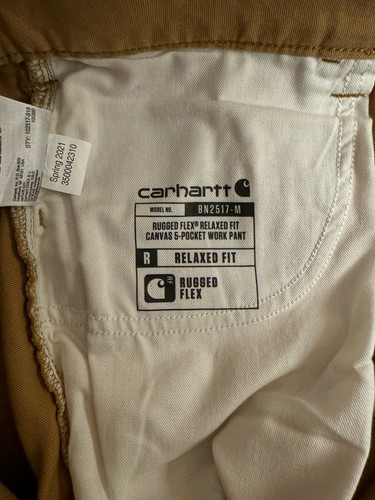 carhartt
MODEL NO. BN2517-M
RUGGED FLEX® RELAXED FIT
CANVAS 5-POCKET WORK PANT
R RELAXED FIT
RUGGED
FLEX
Spring 2021
3500042310